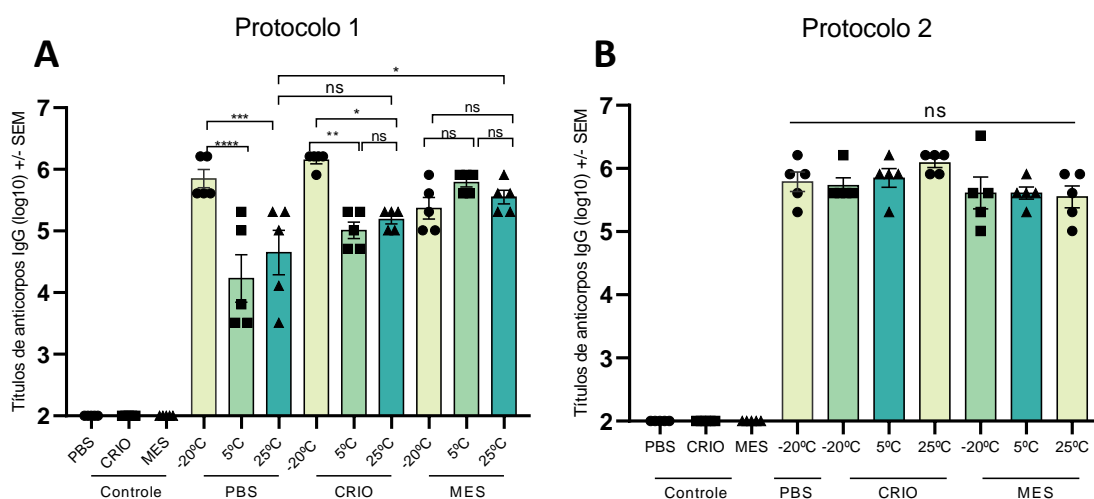 Protocolo 1
A
Títulos de anticorpos IgG (log10) +/- SEM
7
6
5
4
3
2
*
ns
*** * ns
**** ** ns ns ns
PBS CRIO MES -20ºC 5ºC 25ºC -20ºC 5ºC 25ºC -20ºC 5ºC 25ºC
Controle PBS CRIO MES
Protocolo 2
B
Títulos de anticorpos IgG (log10) +/- SEM
7
6
5
4
3
2
ns
PBS CRIO MES -20ºC -20ºC 5ºC 25ºC -20ºC 5ºC 25ºC
Controle PBS CRIO MES